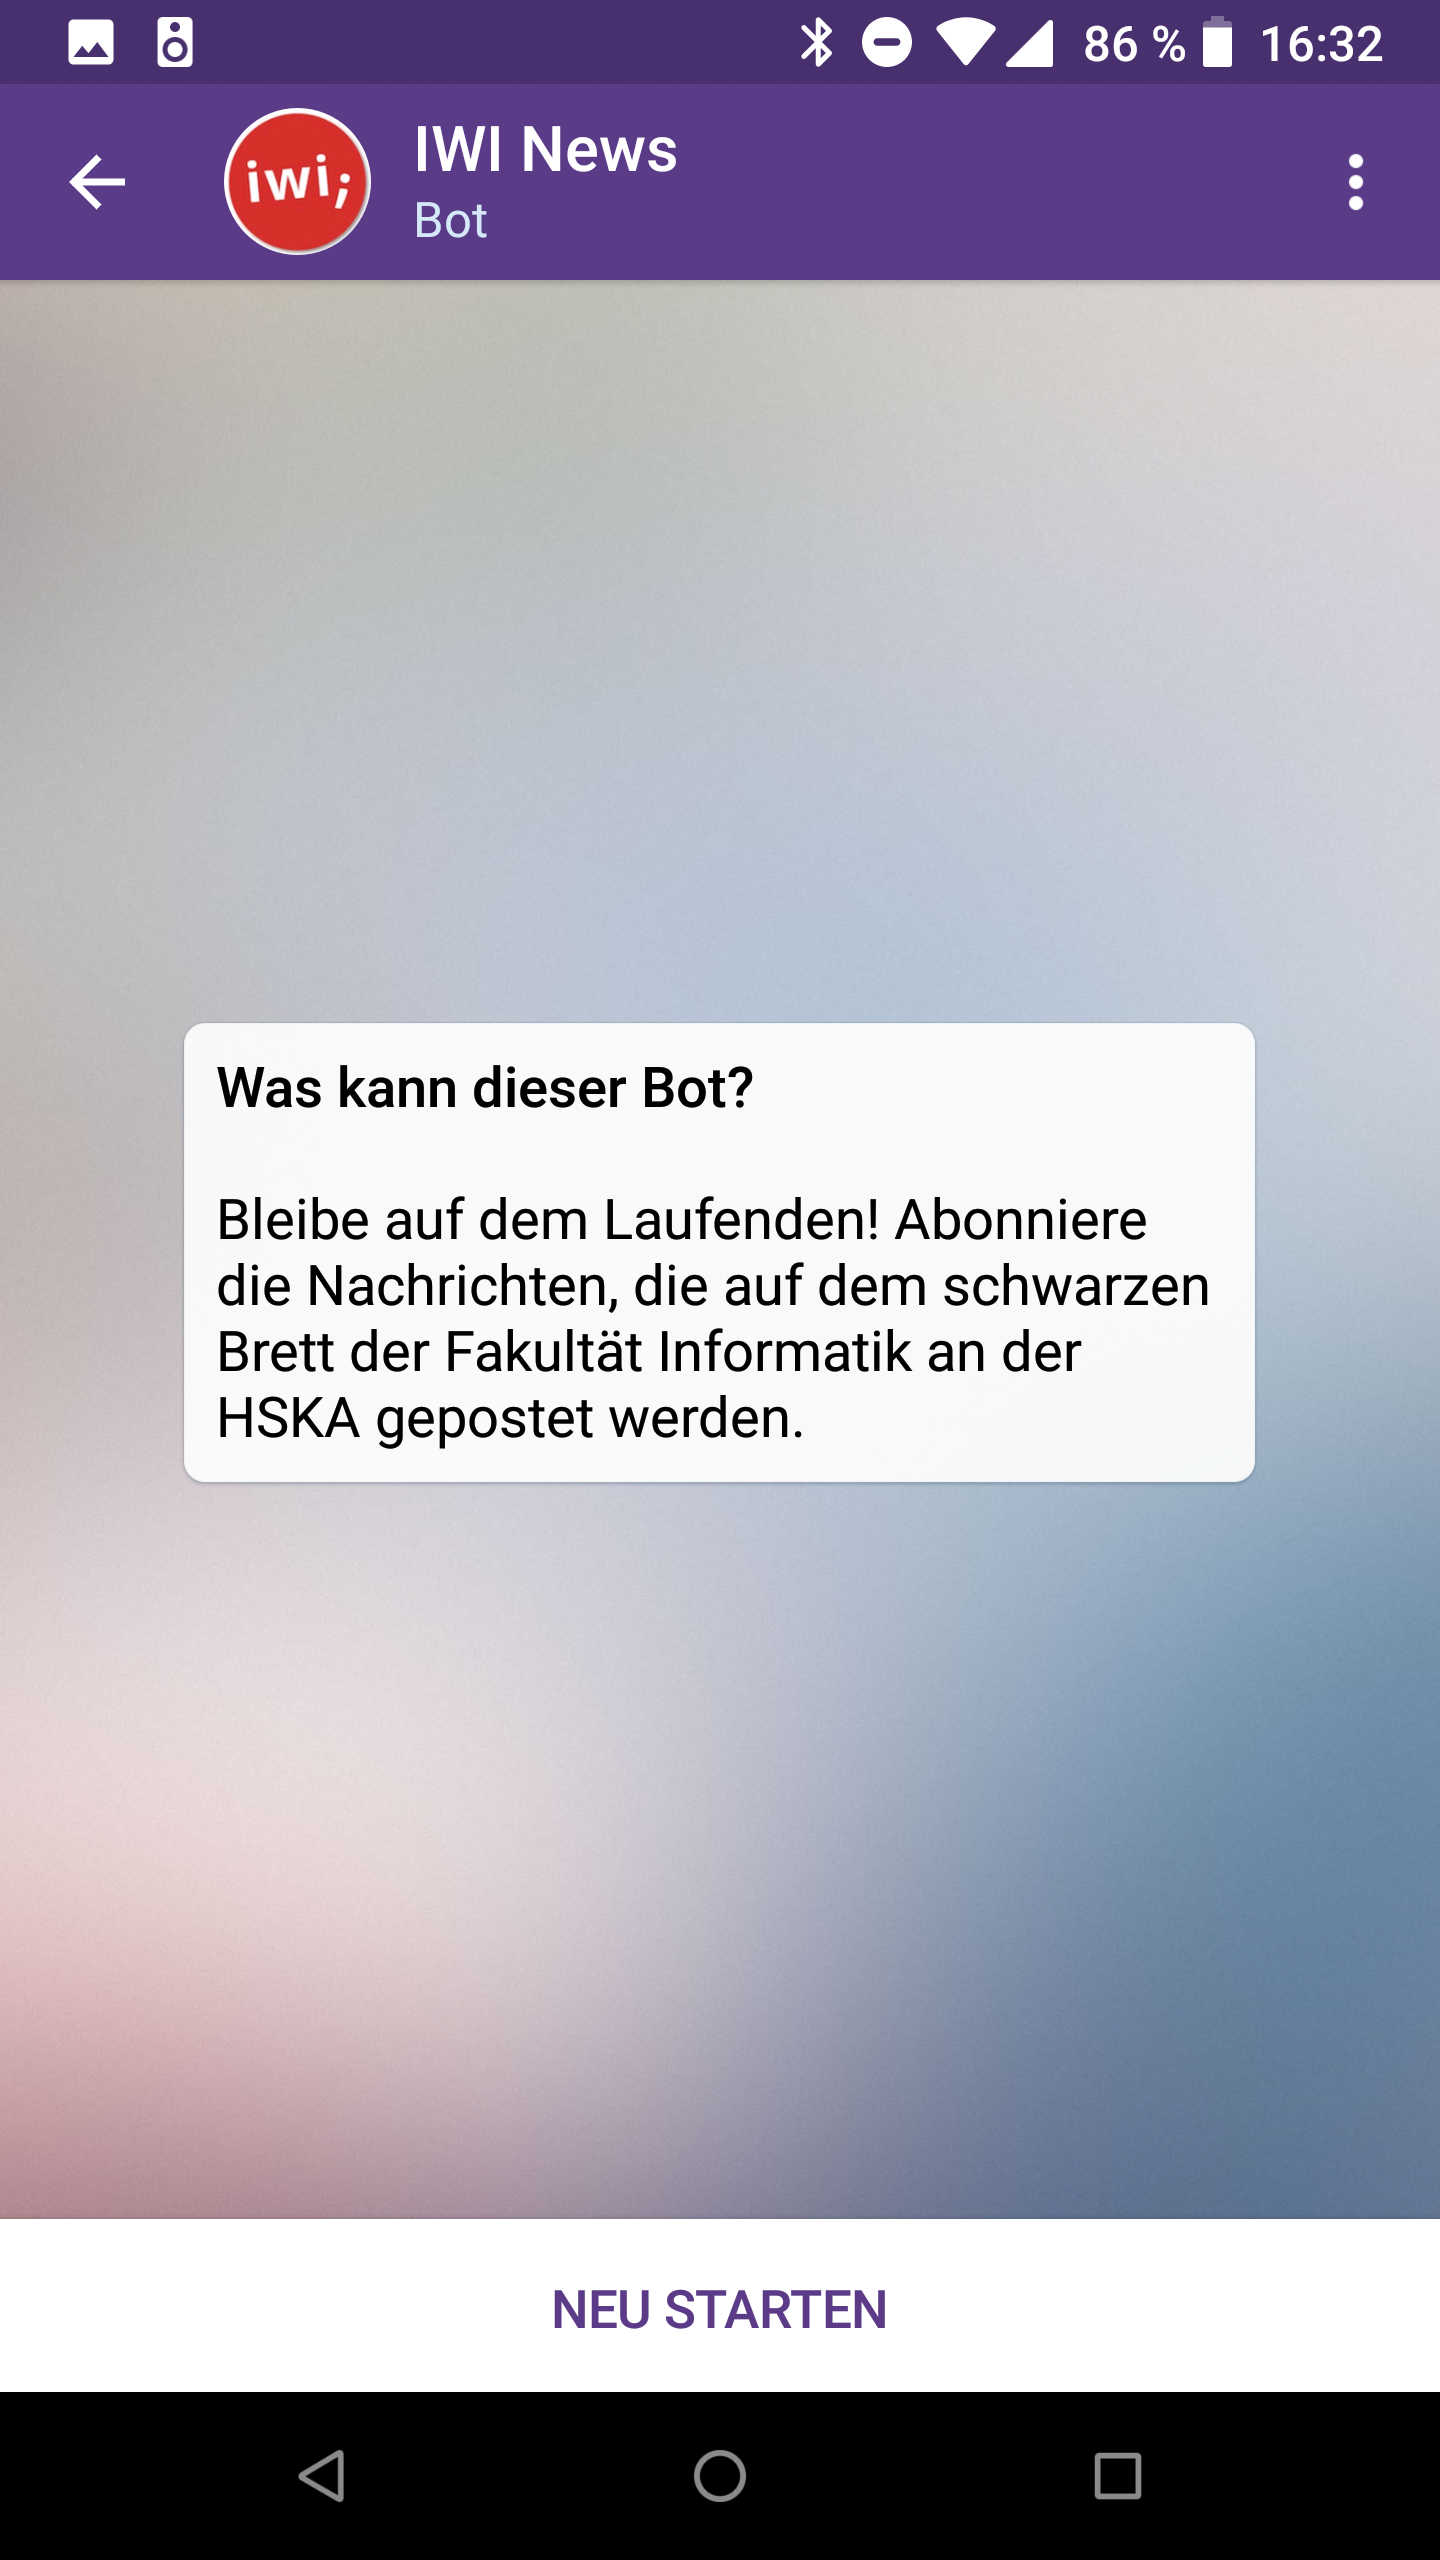 86 % 16:32
iwi;
IWI News
Bot
Was kann dieser Bot?
Bleibe auf dem Laufenden! Abonniere
die Nachrichten, die auf dem schwarzen
Brett der Fakultät Informatik an der
HSKA gepostet werden.
NEU STARTEN